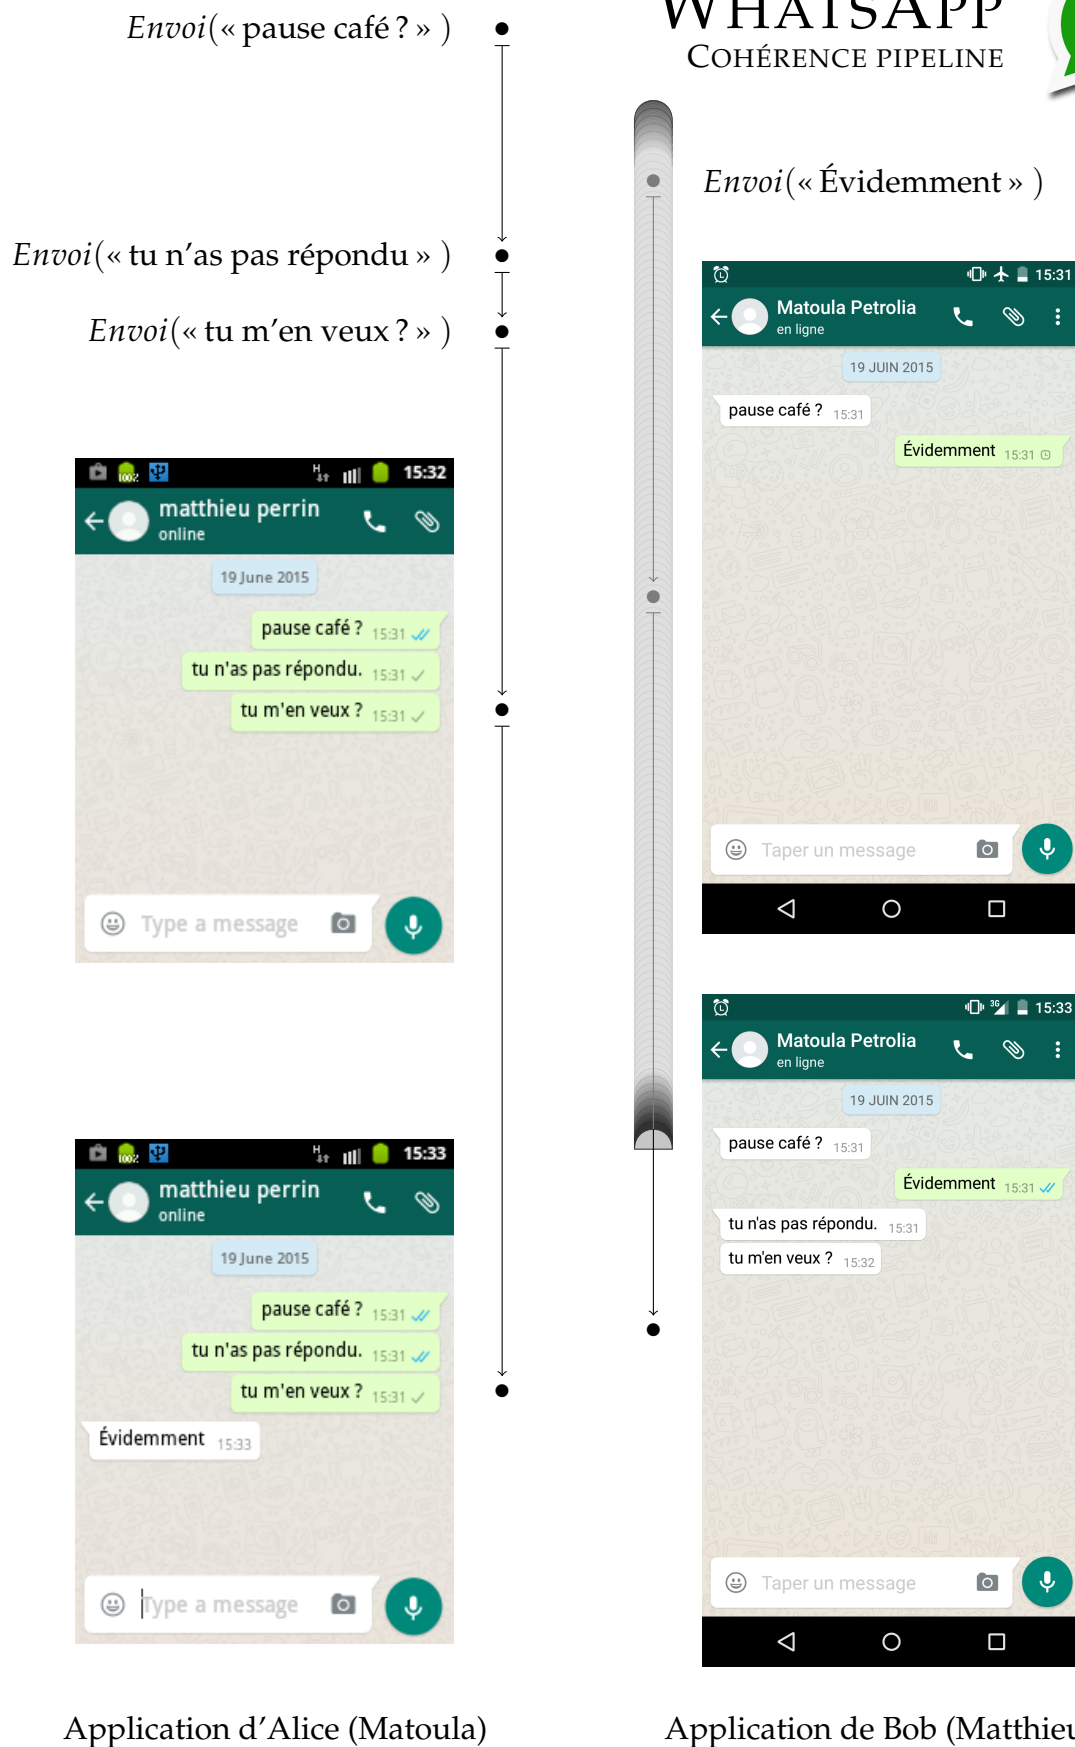 Envoi(« pause café ? » )
WHATSAPP
COHÉRENCE PIPELINE
Envoi(« Évidemment » )
Envoi(« tu n'as pas répondu » )
Envoi(« tu m'en veux ? » )
15:31
Matoula Petrolia
en ligne
19 JUIN 2015
pause café ? 15:31
Évidemment 15:31
Taper un message
100% H 15:32
matthieu perrin
online
19 June 2015
pause café ? 15:31
tu n'as pas répondu. 15:31
tu m'en veux ? 15:31
Type a message
3G 15:33
Matoula Petrolia
en ligne
19 JUIN 2015
pause café ? 15:31
Évidemment 15:31
tu n'as pas répondu. 15:31
tu m'en veux ? 15:32
Taper un message
100% H 15:33
matthieu perrin
online
19 June 2015
pause café ? 15:31
tu n'as pas répondu. 15:31
tu m'en veux ? 15:31
Évidemment 15:33
Type a message
Application d'Alice (Matoula)
Application de Bob (Matthieu